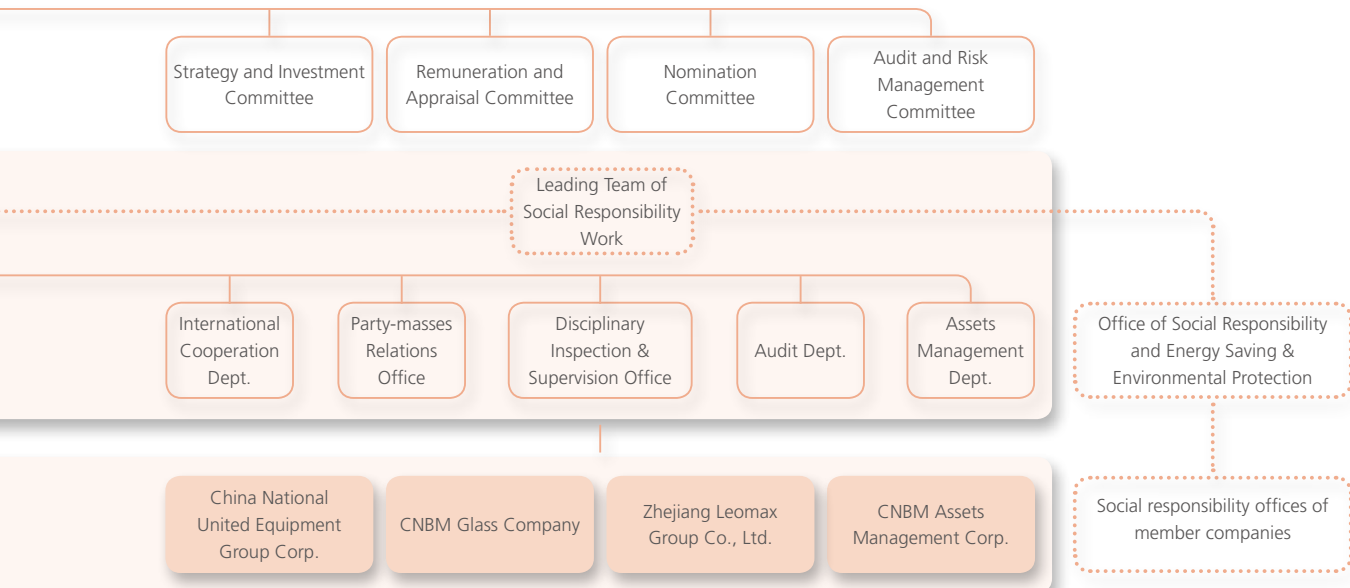 Strategy and Investment
Committee
Remuneration and
Appraisal Committee
Nomination
Committee
Audit and Risk
Management
Committee
Leading Team of
Social Responsibility
Work
International
Cooperation
Dept.
Party-masses
Relations
Office
Disciplinary
Inspection &
Supervision Office
Audit Dept.
Assets
Management
Dept.
Office of Social Responsibility
and Energy Saving &
Environmental Protection
China National
United Equipment
Group Corp.
CNBM Glass Company
Zhejiang Leomax
Group Co., Ltd.
CNBM Assets
Management Corp.
Social responsibility offices of
member companies